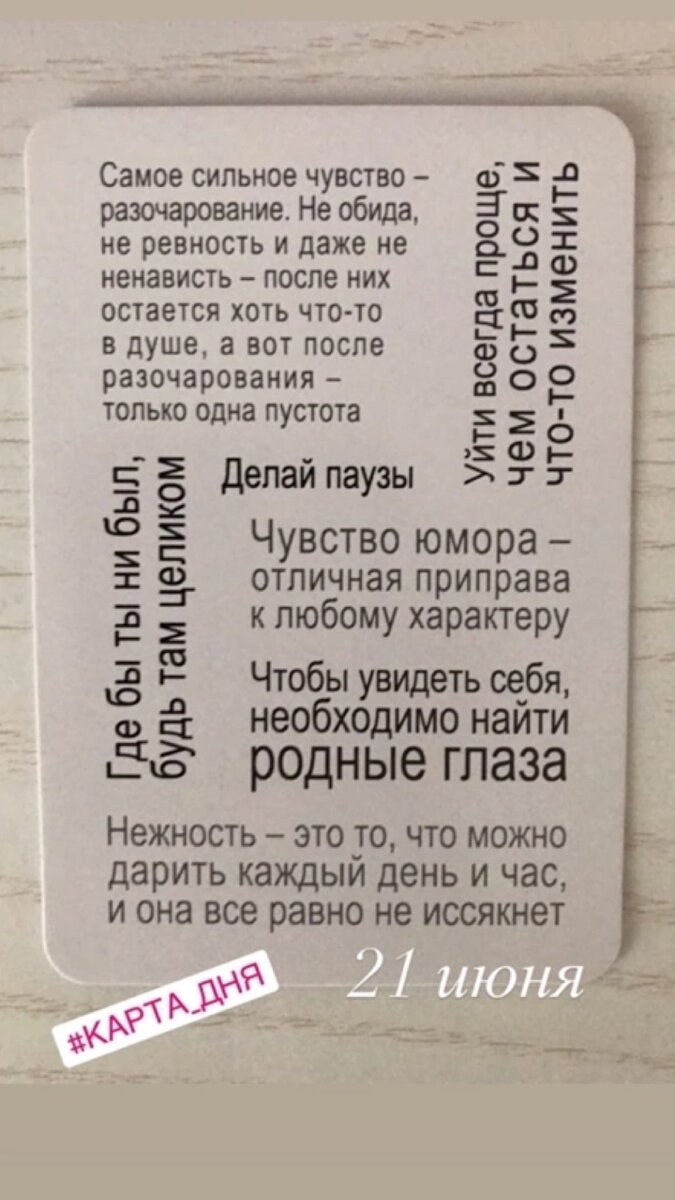 Самое сильное чувство –
разочарование. Не обида,
не ревность и даже не
ненависть – после них
остается хоть что-то
в душе, а вот после
разочарования –
только одна пустота
Уйти всегда проще,
чем остаться и
что-то изменить
Где бы ты ни был,
будь там целиком
Делай паузы
Чувство юмора –
отличная приправа
к любому характеру
Чтобы увидеть себя,
необходимо найти
родные глаза
Нежность – это то, что можно
дарить каждый день и час,
и она все равно не иссякнет
#КАРТА_ДНЯ
21 июня